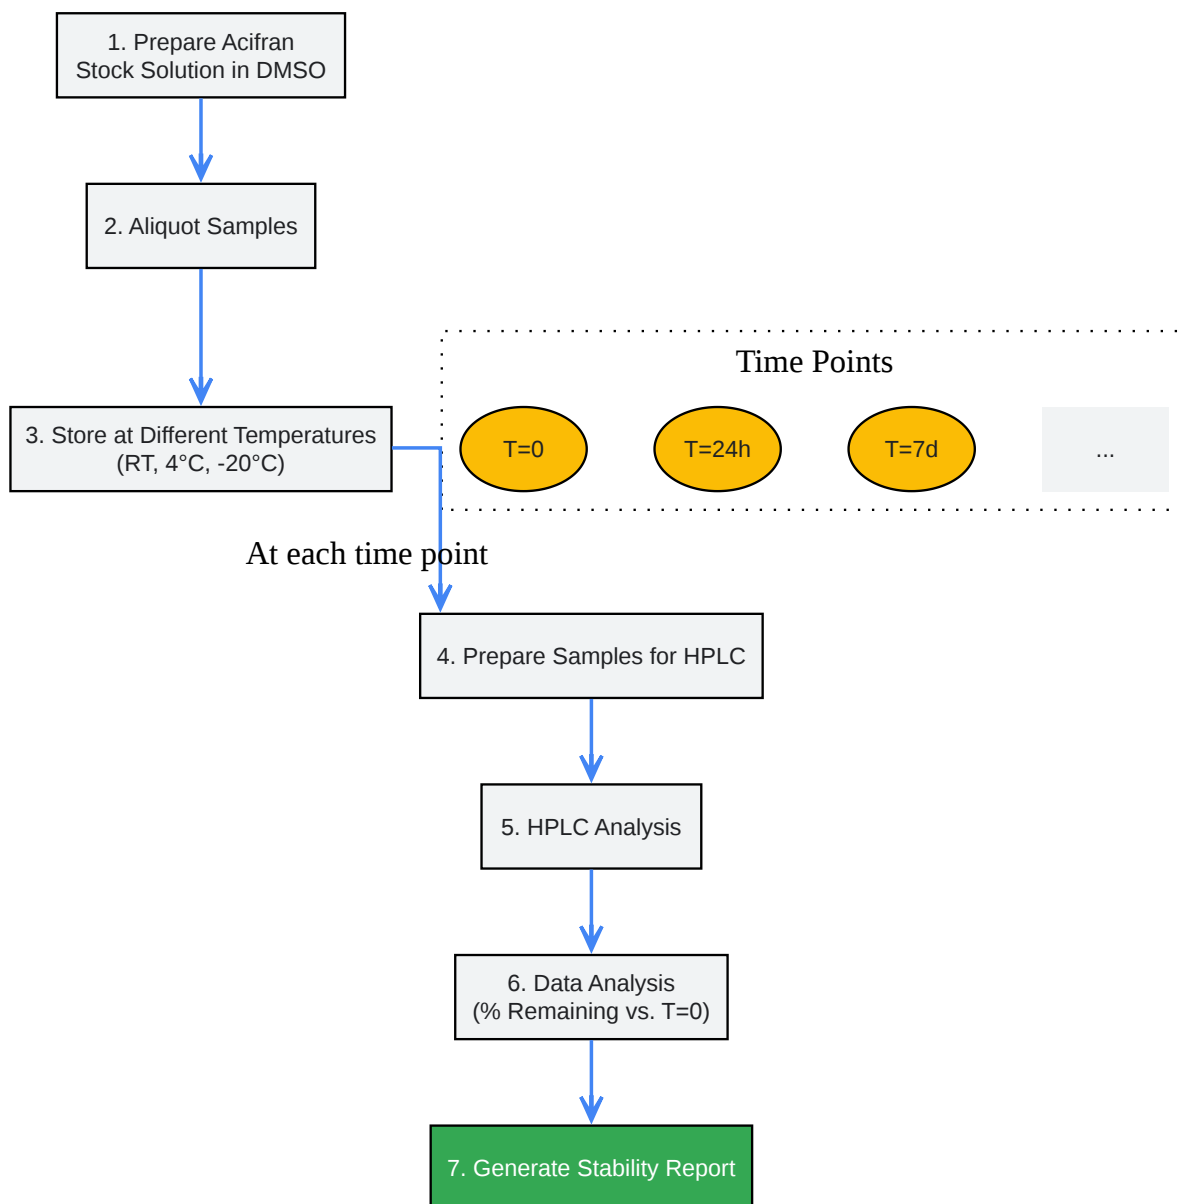 1. Prepare Acifran
Stock Solution in DMSO
2. Aliquot Samples
Time Points
3. Store at Different Temperatures
(RT, 4°C, -20°C)
T=0
T=24h
T=7d
...
At each time point
4. Prepare Samples for HPLC
5. HPLC Analysis
6. Data Analysis
(% Remaining vs. T=0)
7. Generate Stability Report